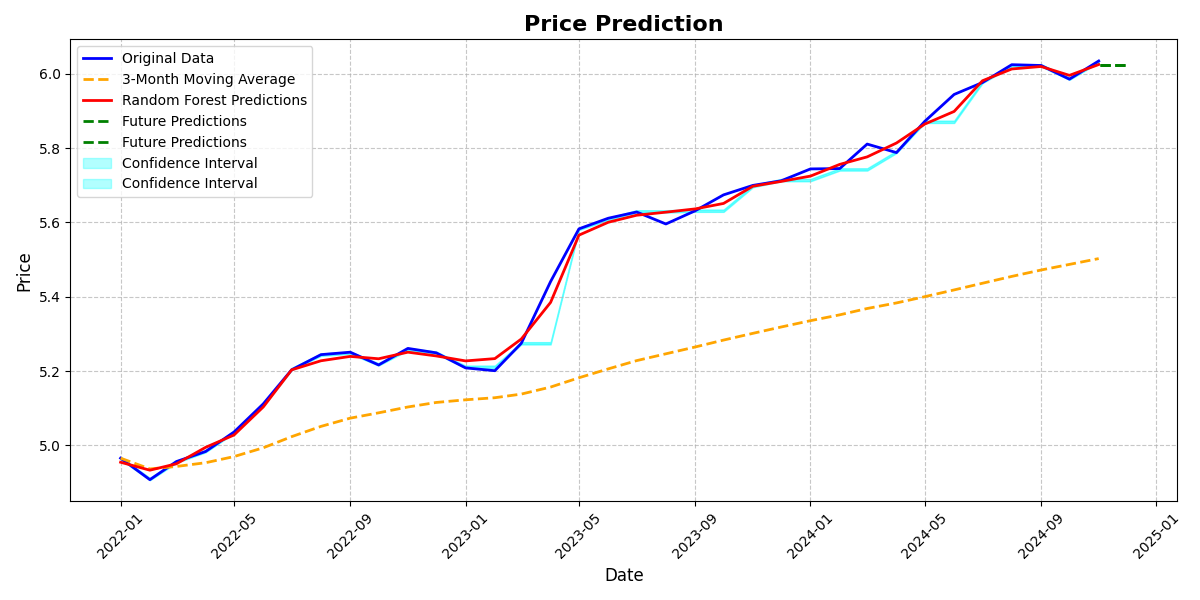 Price Prediction
Original Data
3-Month Moving Average
Random Forest Predictions
Future Predictions
Future Predictions
Confidence Interval
Confidence Interval
Price
6.0
5.8
5.6
5.4
5.2
5.0
2022-01
2022-05
2022-09
2023-01
2023-05
2023-09
2024-01
2024-05
2024-09
2025-01
Date